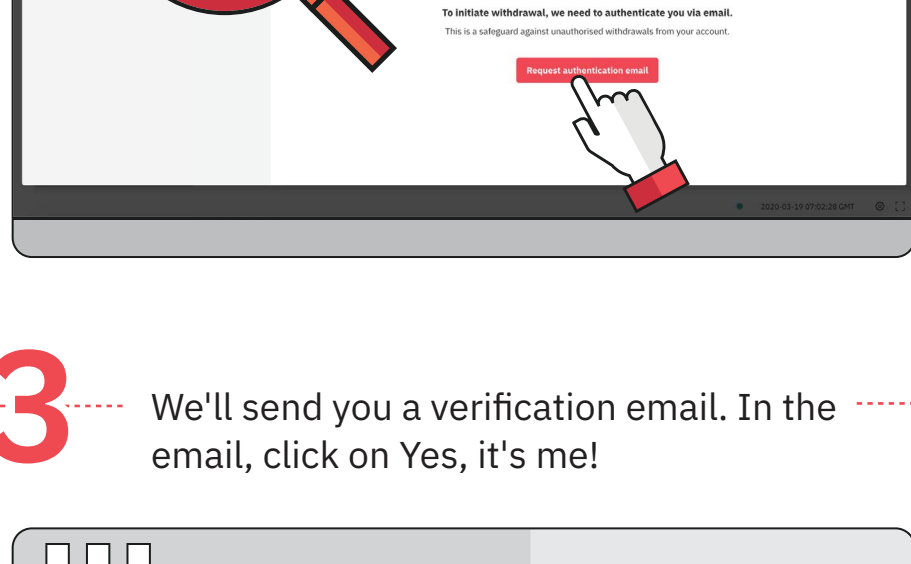 To initiate withdrawal, we need to authenticate you via email.
This is a safeguard against unauthorised withdrawals from your account.
Request authentication email
2020-03-19 07:02:28 GMT
3
We'll send you a verification email. In the
email, click on Yes, it's me!